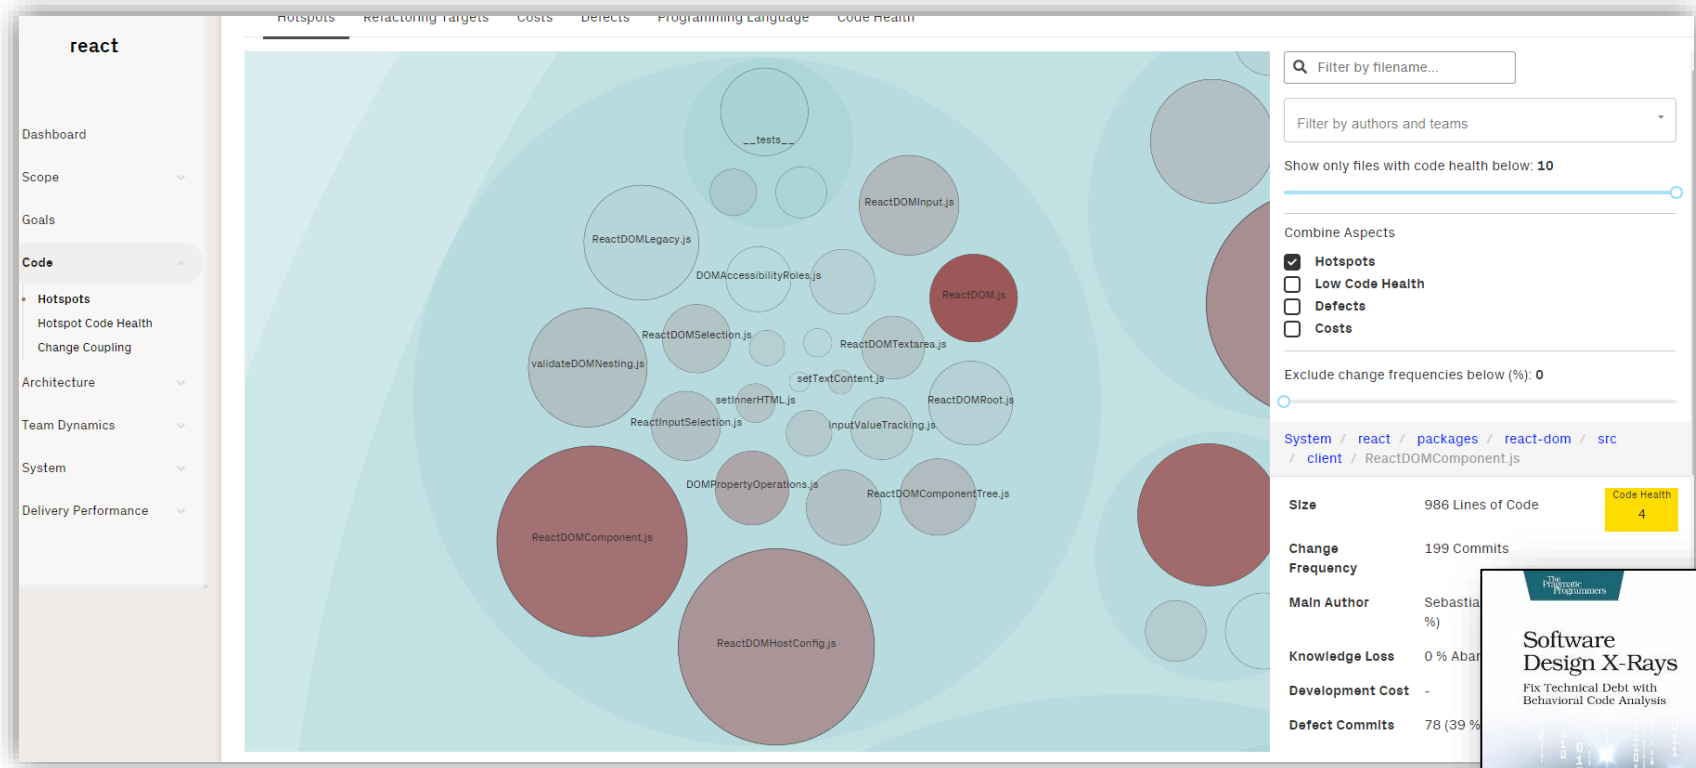 Hotspots Refactoring Targets Costs Defects Programming Language Code Health
react
Dashboard
Scope
Goals
Code
Hotspots
Hotspot Code Health
Change Coupling
Architecture
Team Dynamics
System
Delivery Performance
__tests__
ReactDOMInput.js
ReactDOMLegacy.js
DOMAccessibilityRoles.js
ReactDOM.js
ReactDOMSelection.js
ReactDOMTextarea.js
validateDOMNesting.js
setTextContent.js
setInnerHTML.js
ReactDOMRoot.js
ReactInputSelection.js
inputValueTracking.js
DOMPropertyOperations.js
ReactDOMComponentTree.js
ReactDOMComponent.js
ReactDOMHostConfig.js
Filter by filename...
Filter by authors and teams
Show only files with code health below: 10
Combine Aspects
Hotspots
Low Code Health
Defects
Costs
Exclude change frequencies below (%): 0
System / react / packages / react-dom / src
/ client / ReactDOMComponent.js
Size 986 Lines of Code
Code Health
4
Change
Frequency
199 Commits
Main Author Sebastia
%)
Knowledge Loss 0 % Abar
Development Cost -
Defect Commits 78 (39 %
The
Pragmatic
Programmers
Software
Design X-Rays
Fix Technical Debt with
Behavioral Code Analysis